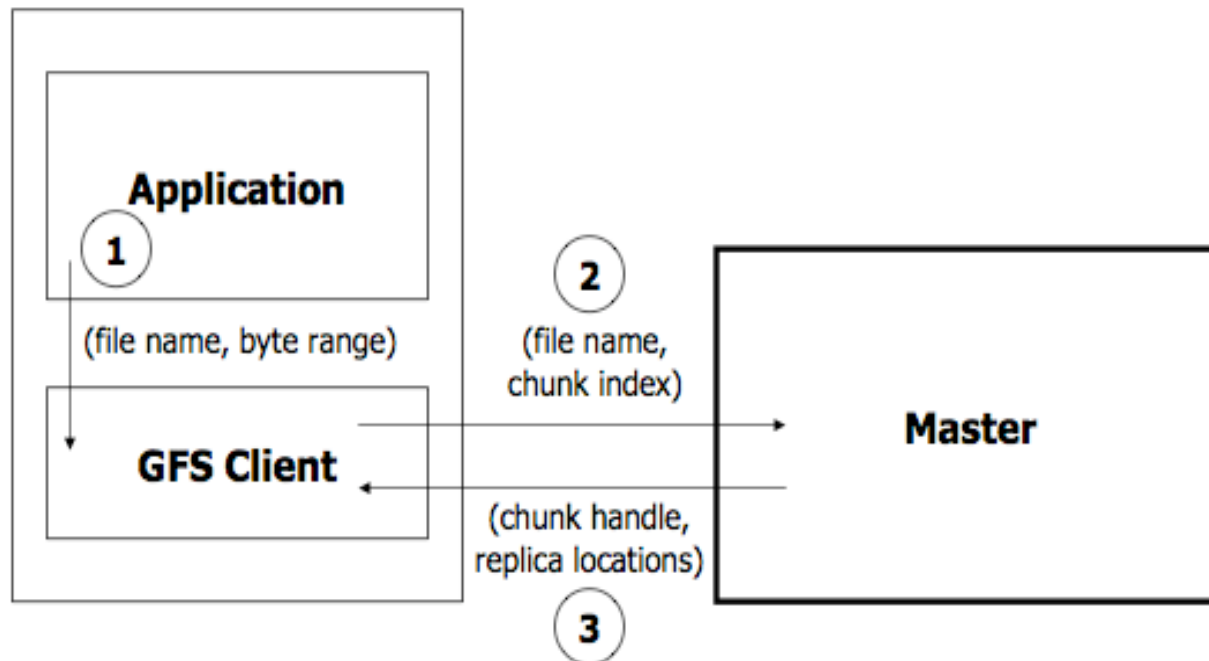 Application
1
(file name, byte range)
GFS Client
2
(file name,
chunk index)
Master
(chunk handle,
replica locations)
3